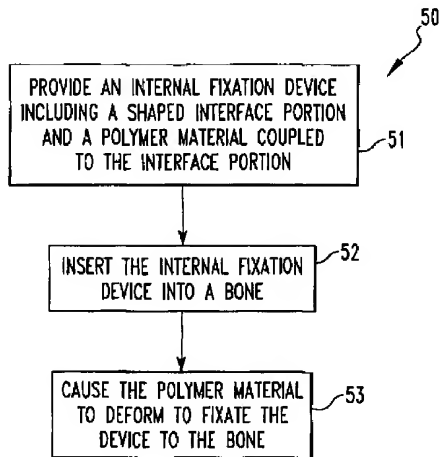 50
PROVIDE AN INTERNAL FIXATION DEVICE
INCLUDING A SHAPED INTERFACE PORTION
AND A POLYMER MATERIAL COUPLED
TO THE INTERFACE PORTION
51
INSERT THE INTERNAL FIXATION
DEVICE INTO A BONE
52
CAUSE THE POLYMER MATERIAL
TO DEFORM TO FIXATE THE
DEVICE TO THE BONE
53